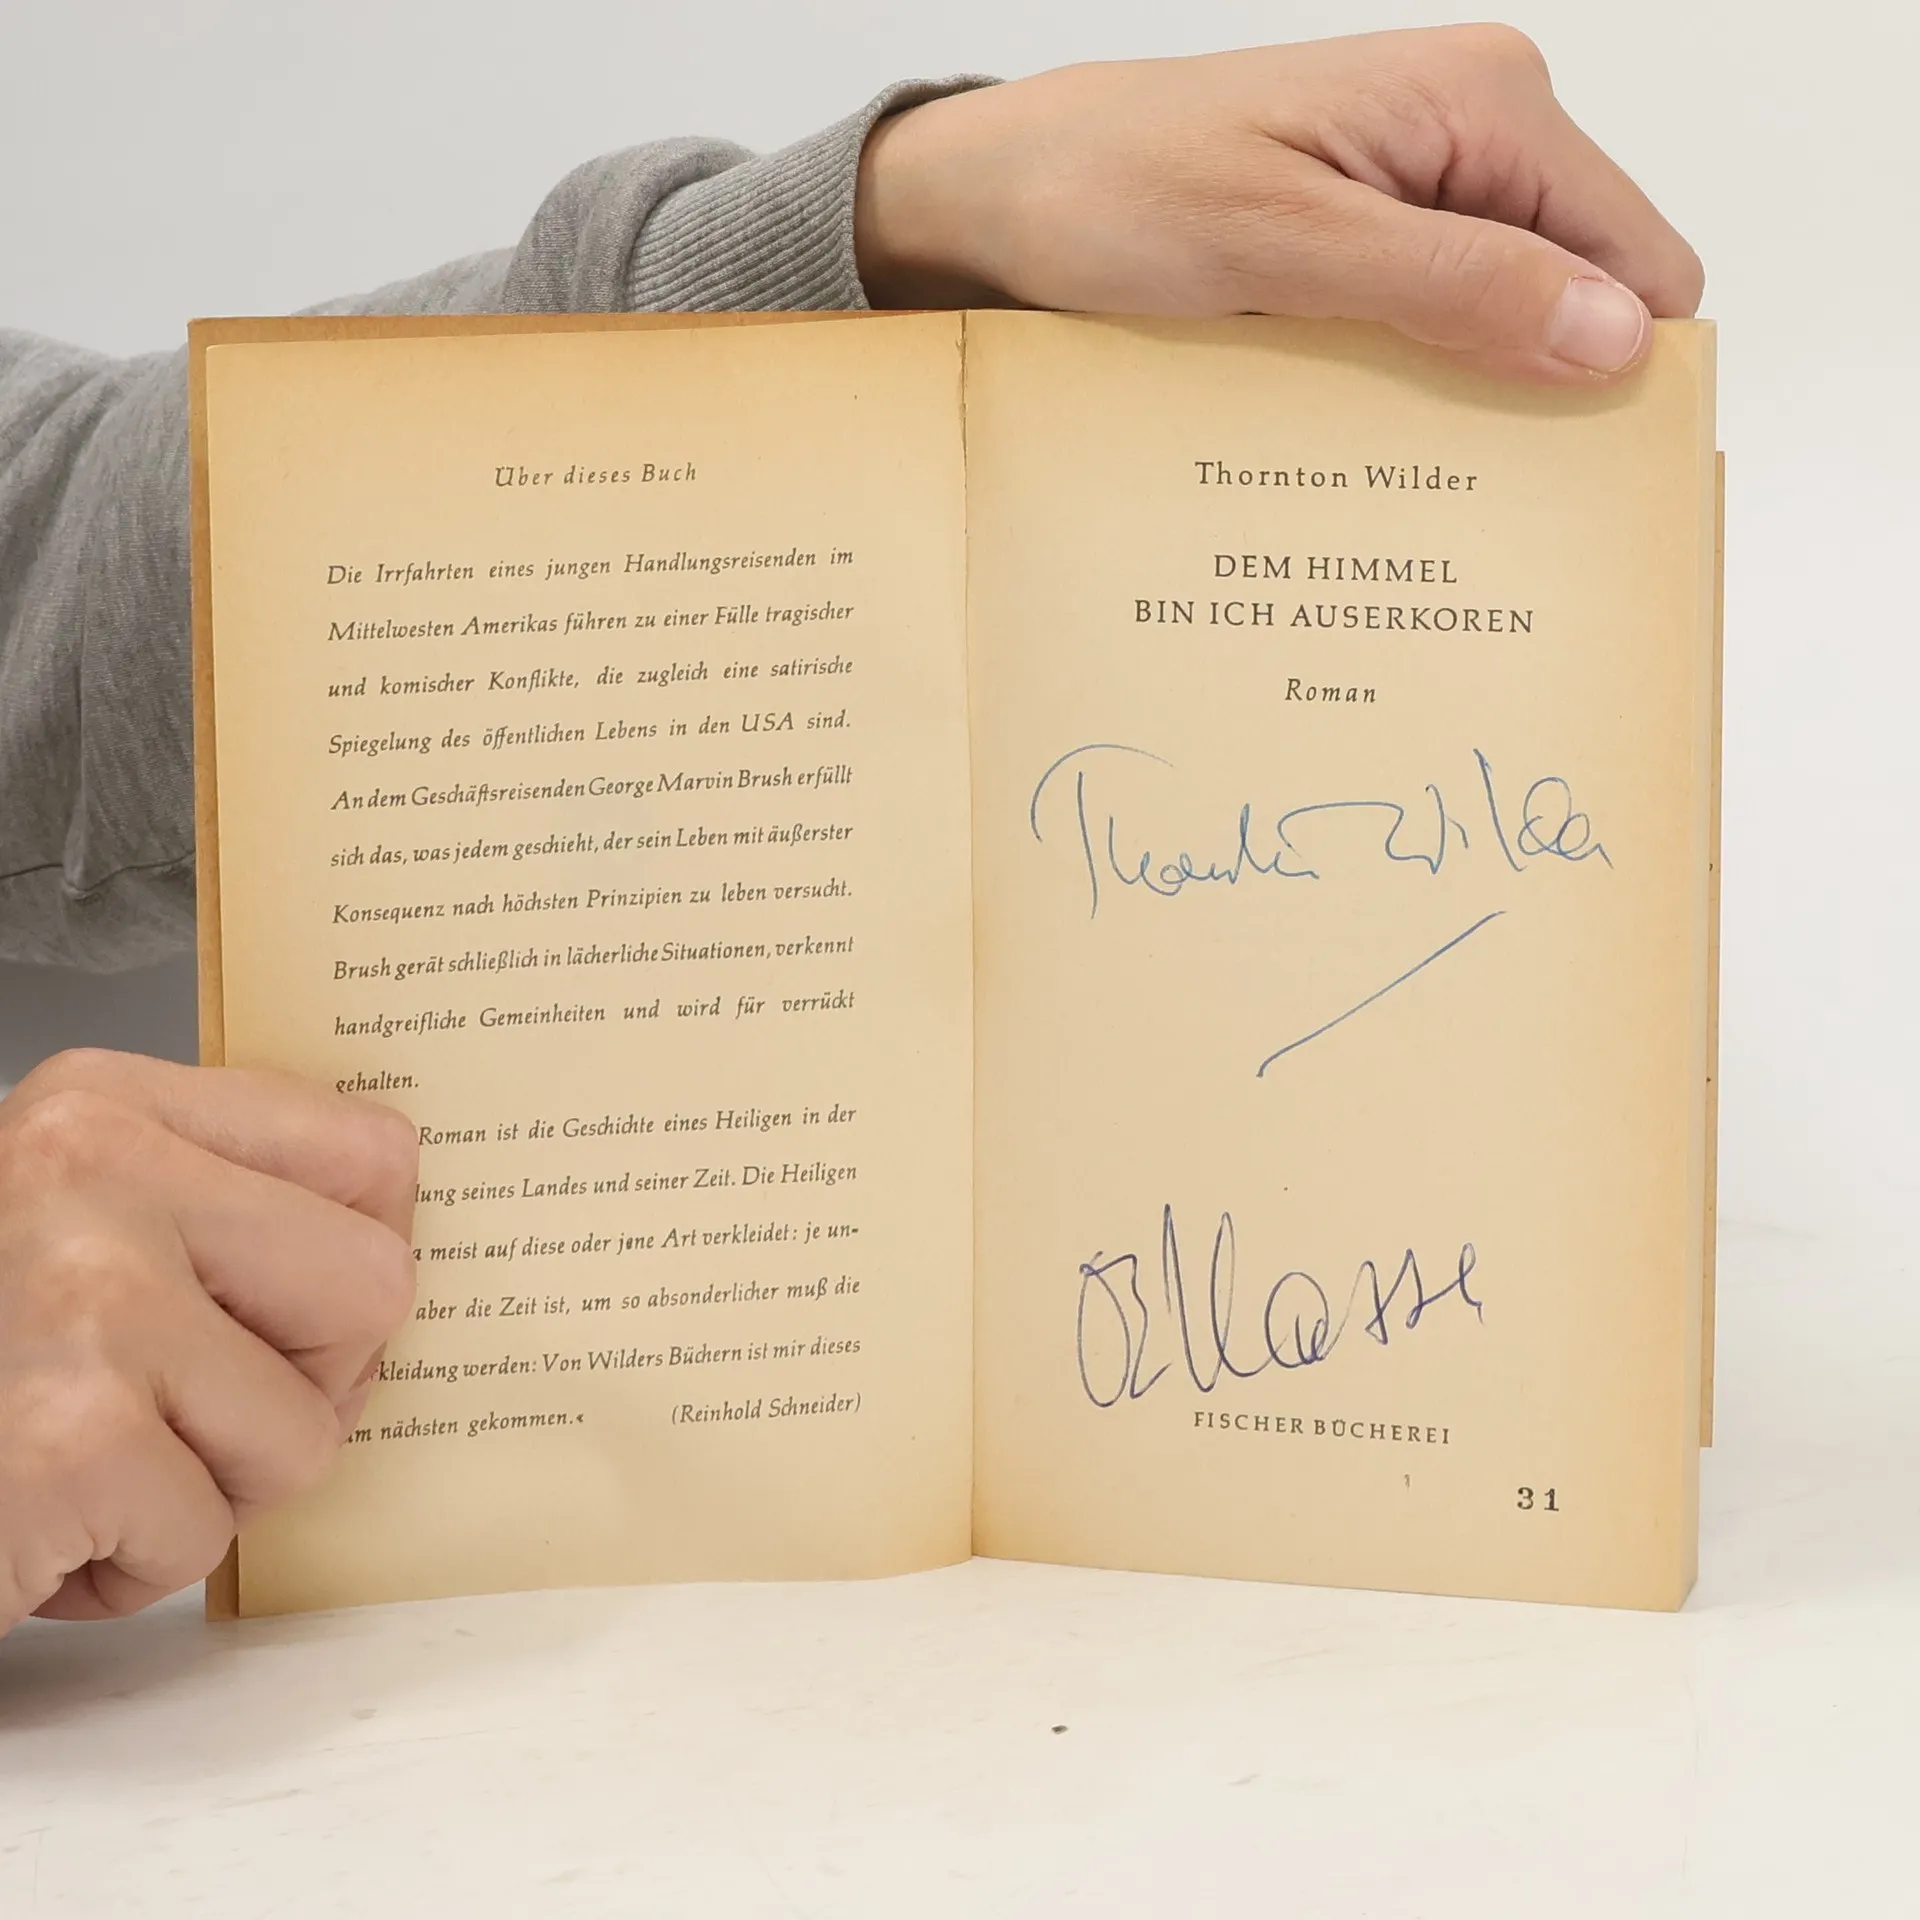 Über dieses Buch
Die Irrfahrten eines jungen Handlungsreisenden im
Mittelwesten Amerikas führen zu einer Fülle tragischer
und komischer Konflikte, die zugleich eine satirische
Spiegelung des öffentlichen Lebens in den USA sind.
An dem Geschäftsreisenden George Marvin Brush erfüllt
sich das, was jedem geschieht, der sein Leben mit äußerster
Konsequenz nach höchsten Prinzipien zu leben versucht.
Brush gerät schließlich in lächerliche Situationen, verkennt
handgreifliche Gemeinheiten und wird für verrückt
gehalten.
Roman ist die Geschichte eines Heiligen in der
lung seines Landes und seiner Zeit. Die Heiligen
a meist auf diese oder jene Art verkleidet: je un-
aber die Zeit ist, um so absonderlicher muß die
kleidung werden: Von Wilders Büchern ist mir dieses
am nächsten gekommen.« (Reinhold Schneider)
Thornton Wilder
DEM HIMMEL
BIN ICH AUSERKOREN
Roman
Thornton Wilder
FISCHER BÜCHEREI
31